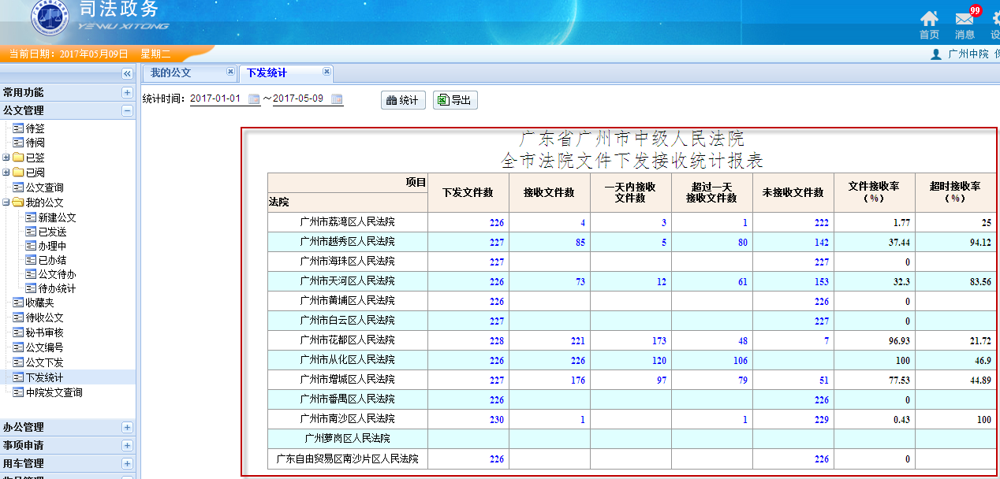 司法政务
YEWU XITONG
99
首页 消息
当前日期：2017年05月09日 星期二
广州中院
我的公文 下发统计
常用功能
公文管理
待签
待阅
已签
已阅
公文查询
我的公文
新建公文
已发送
办理中
已办结
公文待办
待办统计
收藏夹
待收公文
秘书审核
公文编号
公文下发
下发统计
中院发文查询
办公管理
事项申请
用车管理
统计时间：2017-01-01 ～2017-05-09 统计 导出
广东省广州市中级人民法院
全市法院文件下发接收统计报表
项目 法院 下发文件数 接收文件数 一天内接收文件数 超过一天接收文件数 未接收文件数 文件接收率（%） 超时接收率（%）
广州市荔湾区人民法院 226 4 3 1 222 1.77 25
广州市越秀区人民法院 227 85 5 80 142 37.44 94.12
广州市海珠区人民法院 227 227 0
广州市天河区人民法院 226 73 12 61 153 32.3 83.56
广州市黄埔区人民法院 226 226 0
广州市白云区人民法院 227 227 0
广州市花都区人民法院 228 221 173 48 7 96.93 21.72
广州市从化区人民法院 226 226 120 106 100 46.9
广州市增城区人民法院 227 176 97 79 51 77.53 44.89
广州市番禺区人民法院 226 226 0
广州市南沙区人民法院 230 1 1 229 0.43 100
广州萝岗区人民法院
广东自由贸易区南沙片区人民法院 226 226 0